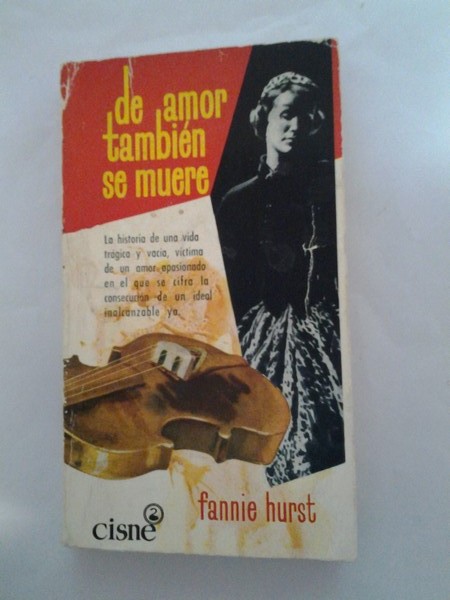 de amor
también
se muere
La historia de una vida
trágica y vacía, víctima
de un amor apasionado
en el que se cifra la
consecución de un ideal
inalcanzable ya.
fannie hurst
cisne
2